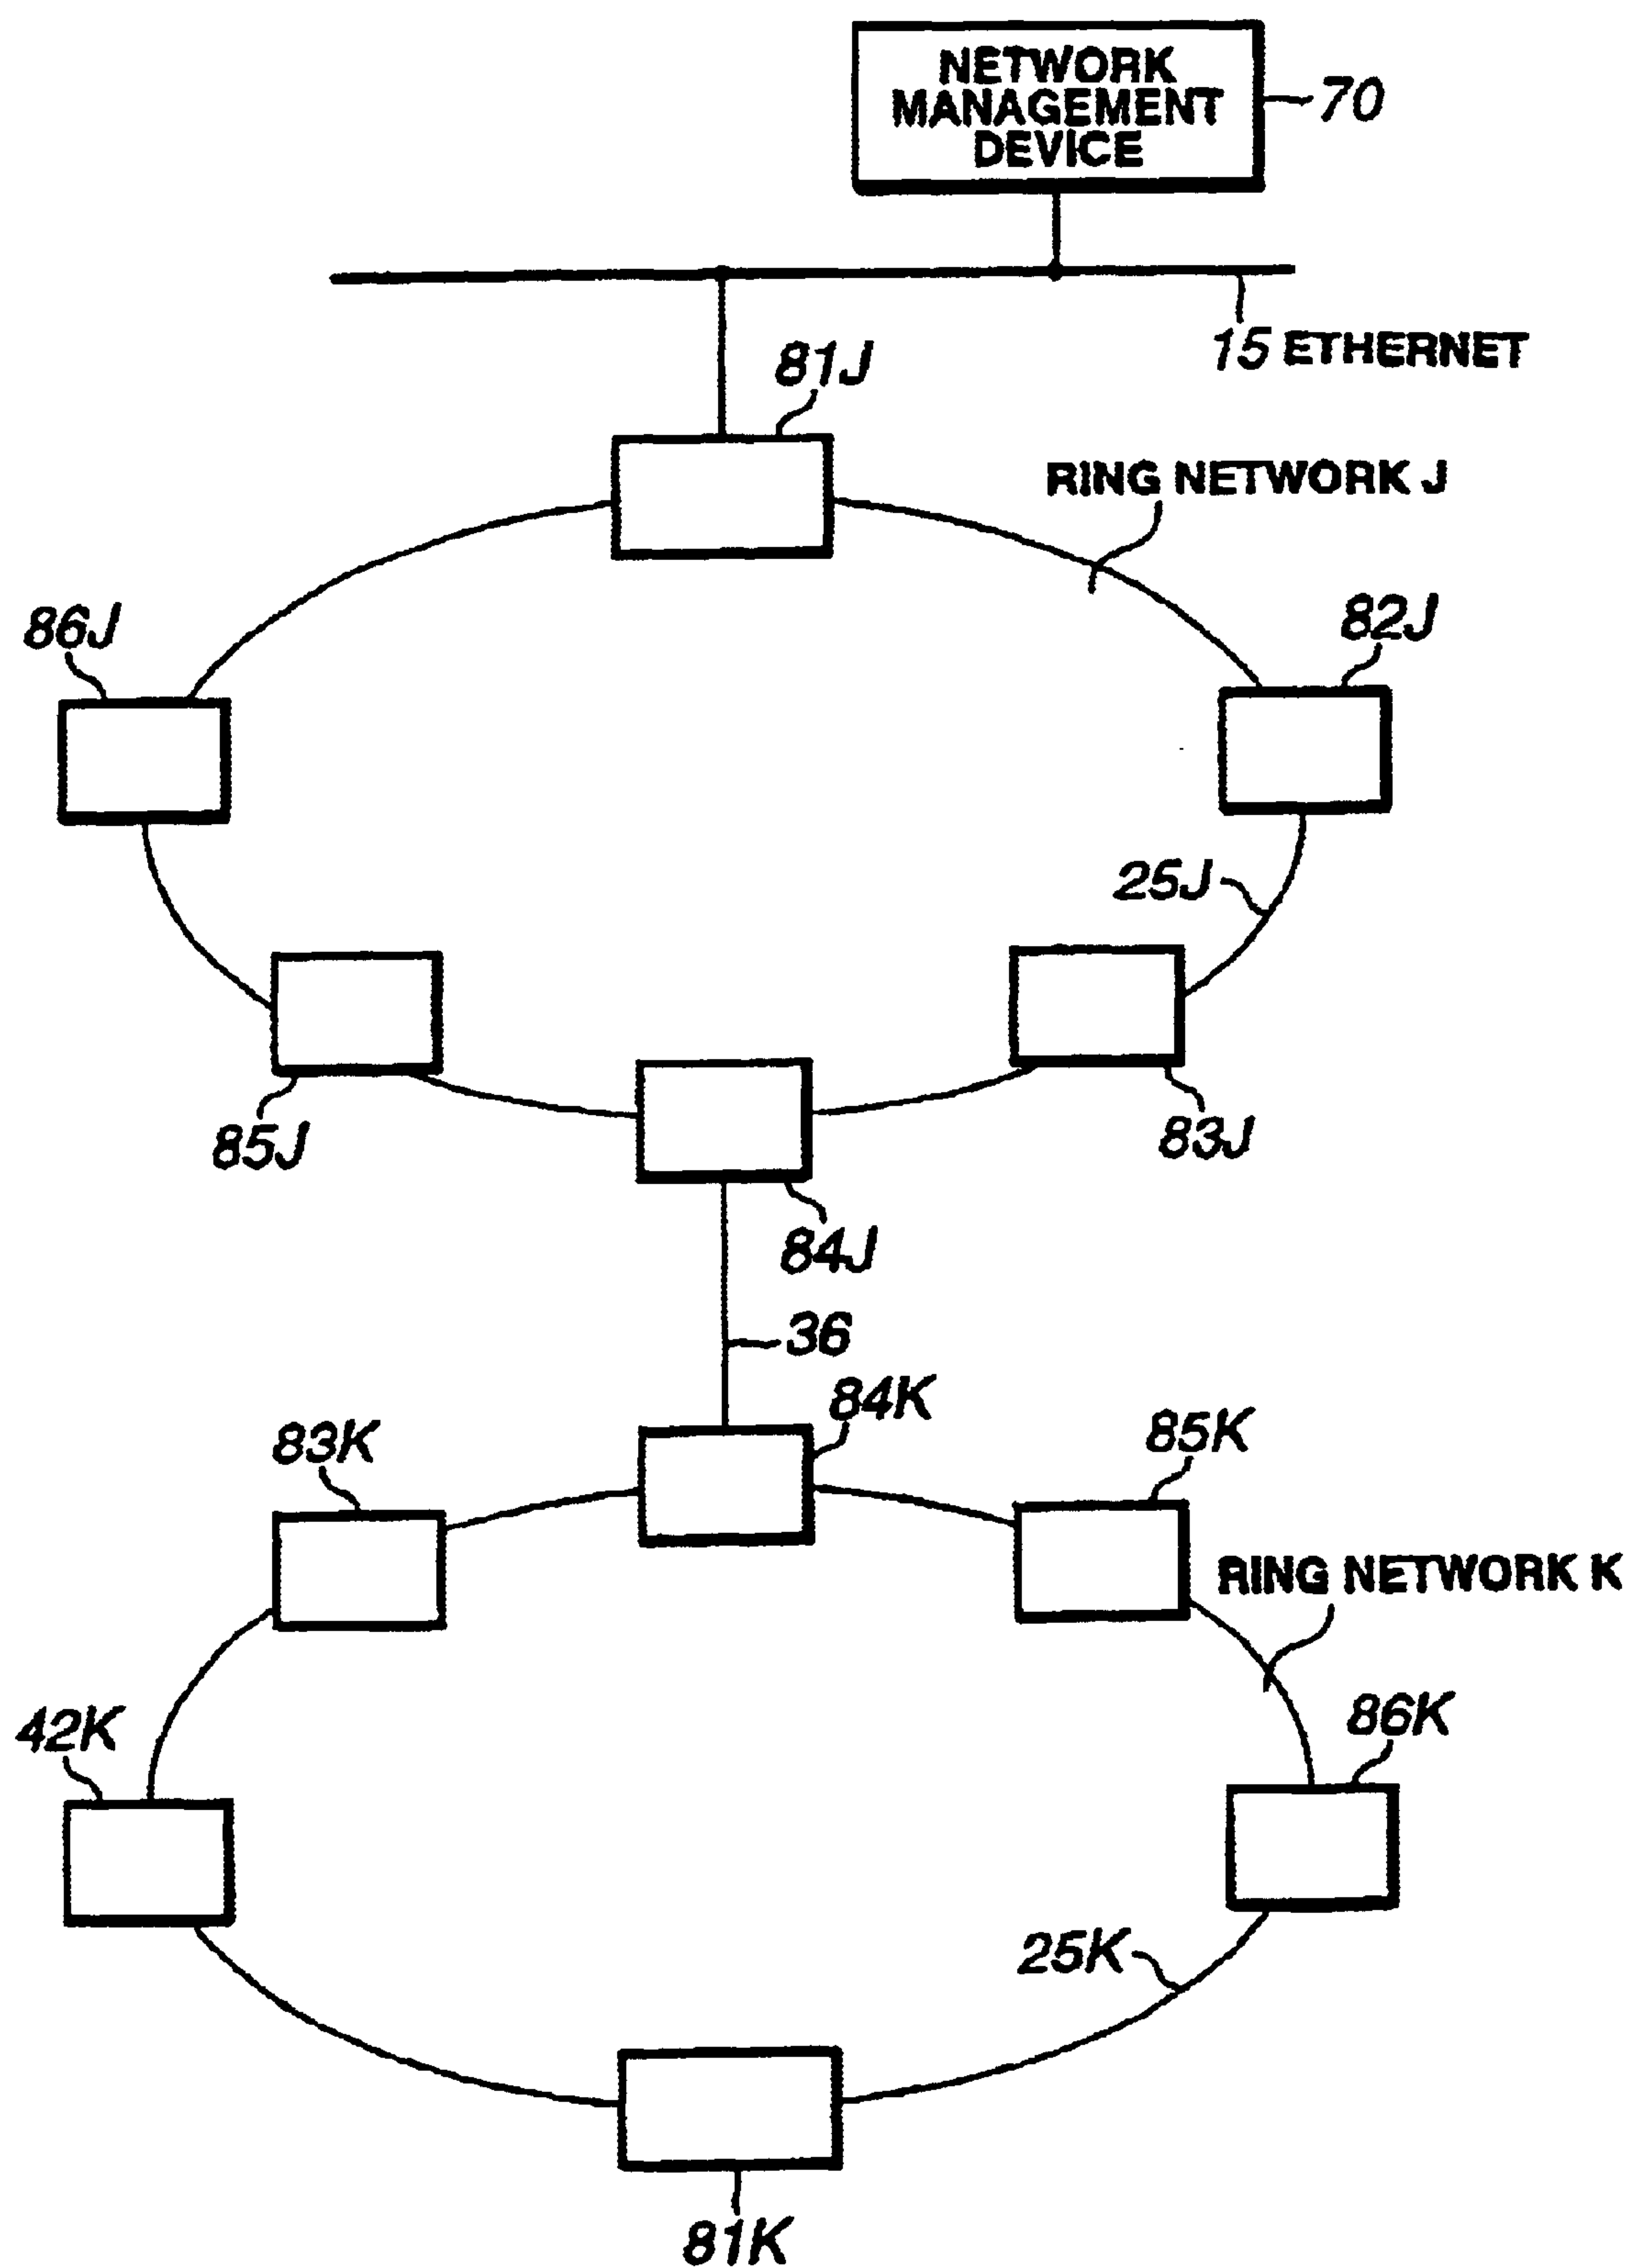 NETWORK
MANAGEMENT
DEVICE
70
15 ETHERNET
81J
RING NETWORK J
86J
82J
25J
85J
83J
84J
36
84K
83K
85K
RING NETWORK K
42K
86K
25K
81K